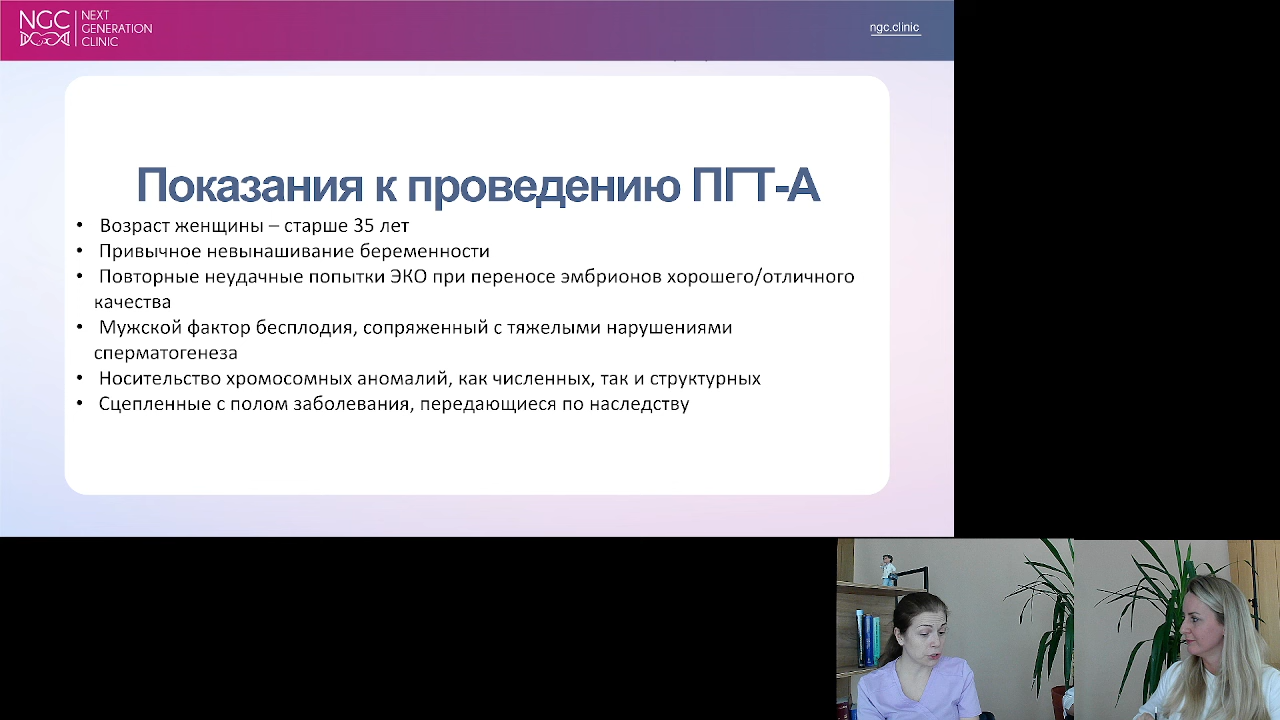 NGC
NEXT
GENERATION
CLINIC
ngc.clinic
Показания к проведению ПГТ-А
• Возраст женщины – старше 35 лет
• Привычное невынашивание беременности
• Повторные неудачные попытки ЭКО при переносе эмбрионов хорошего/отличного
качества
• Мужской фактор бесплодия, сопряженный с тяжелыми нарушениями
сперматогенеза
• Носительство хромосомных аномалий, как численных, так и структурных
• Сцепленные с полом заболевания, передающиеся по наследству